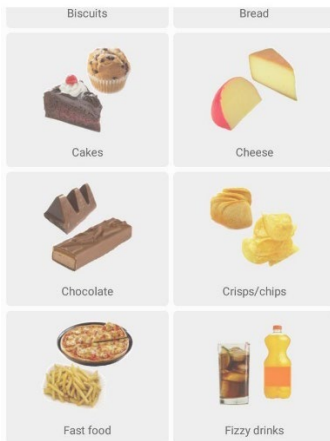 Biscuits
Bread
Cakes
Cheese
Chocolate
Crisps/chips
Fast food
Fizzy drinks